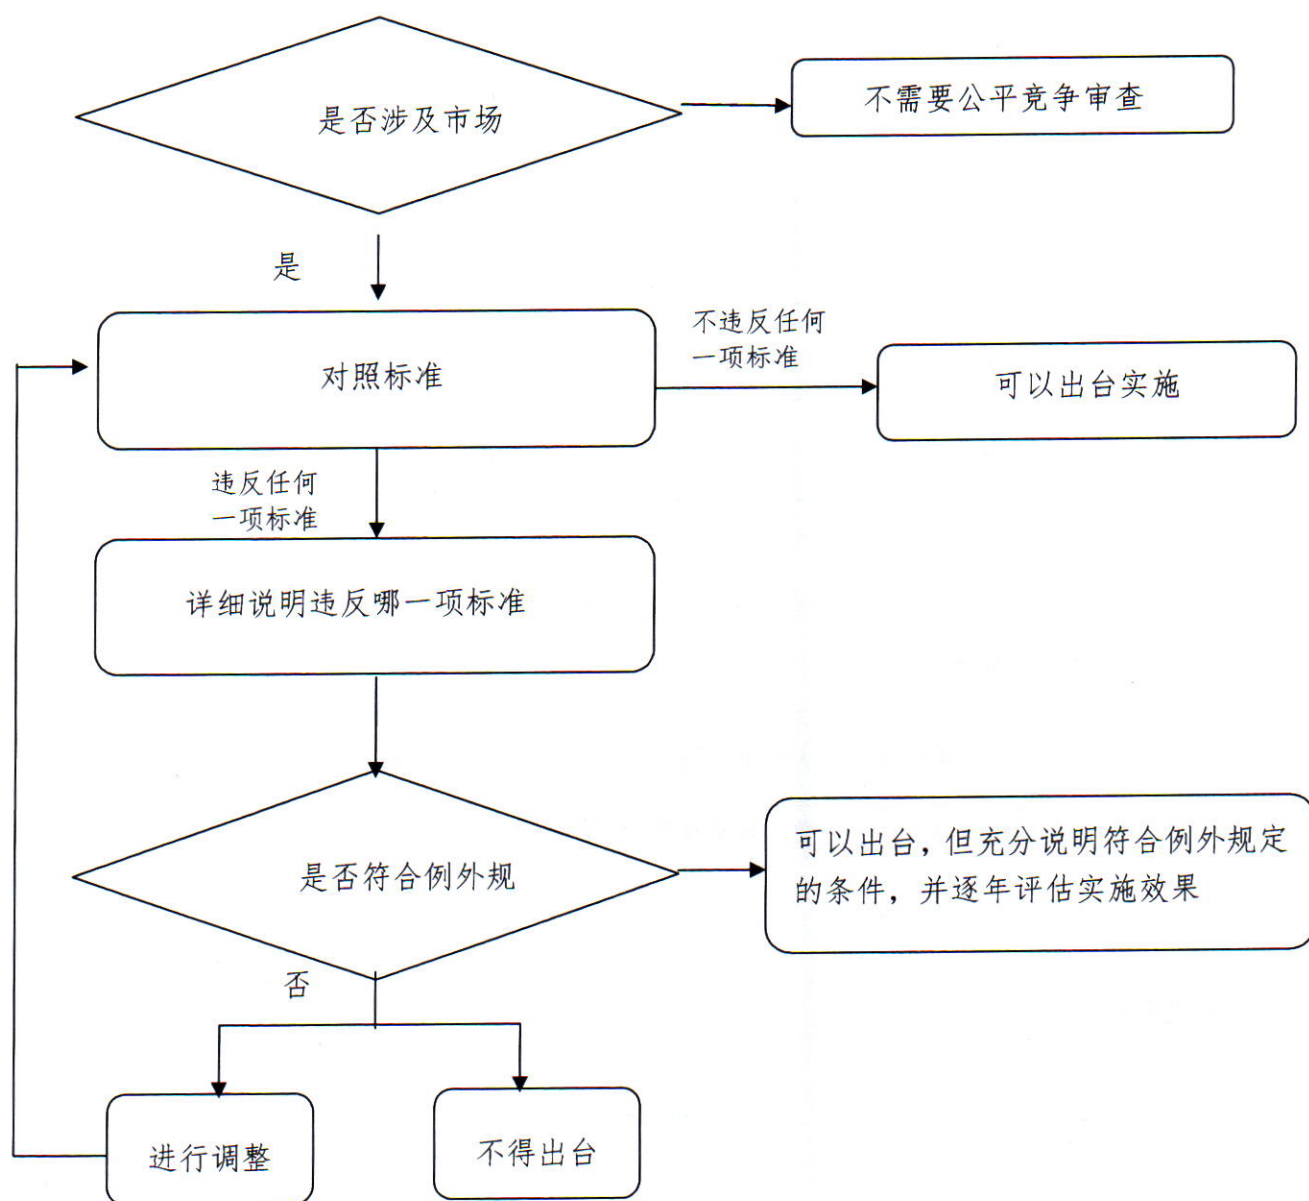 是否涉及市场
不需要公平竞争审查
是
对照标准
不违反任何
一项标准
可以出台实施
违反任何
一项标准
详细说明违反哪一项标准
是否符合例外规
可以出台，但充分说明符合例外规定
的条件，并逐年评估实施效果
否
进行调整
不得出台